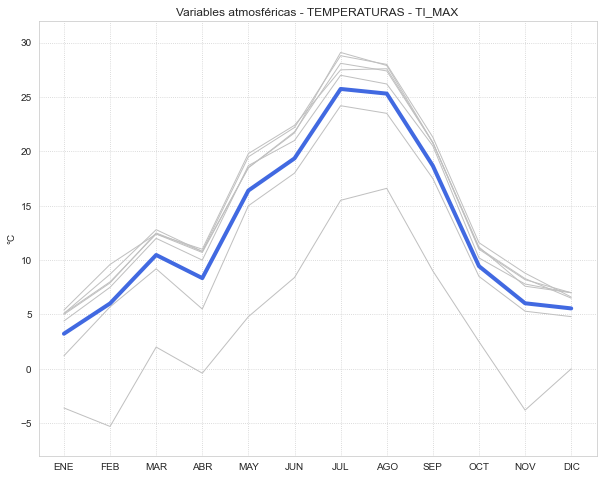 Variables atmosféricas - TEMPERATURAS - TI_MAX
30
25
20
15
10
5
0
−5
°C
ENE FEB MAR ABR MAY JUN JUL AGO SEP OCT NOV DIC